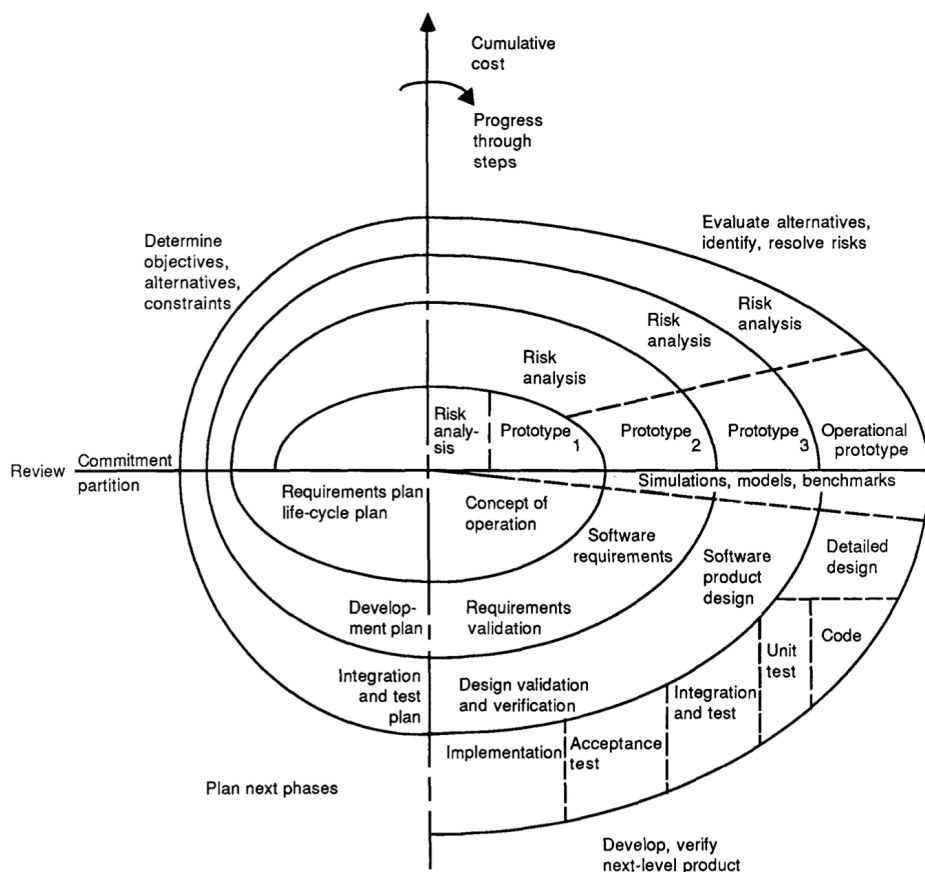 Cumulative
cost
Progress
through
steps
Evaluate alternatives,
identify, resolve risks
Determine
objectives,
alternatives,
constraints
Risk
analysis
Risk
analysis
Risk
analysis
Risk
analy-
sis
Prototype 1
Prototype 2
Prototype 3
Operational
prototype
Review
Commitment
partition
Simulations, models, benchmarks
Requirements plan
life-cycle plan
Concept of
operation
Software
requirements
Software
product
design
Detailed
design
Develop-
ment plan
Requirements
validation
Unit
test
Code
Integration
and test
plan
Design validation
and verification
Integration
and test
Implementation
Acceptance
test
Plan next phases
Develop, verify
next-level product